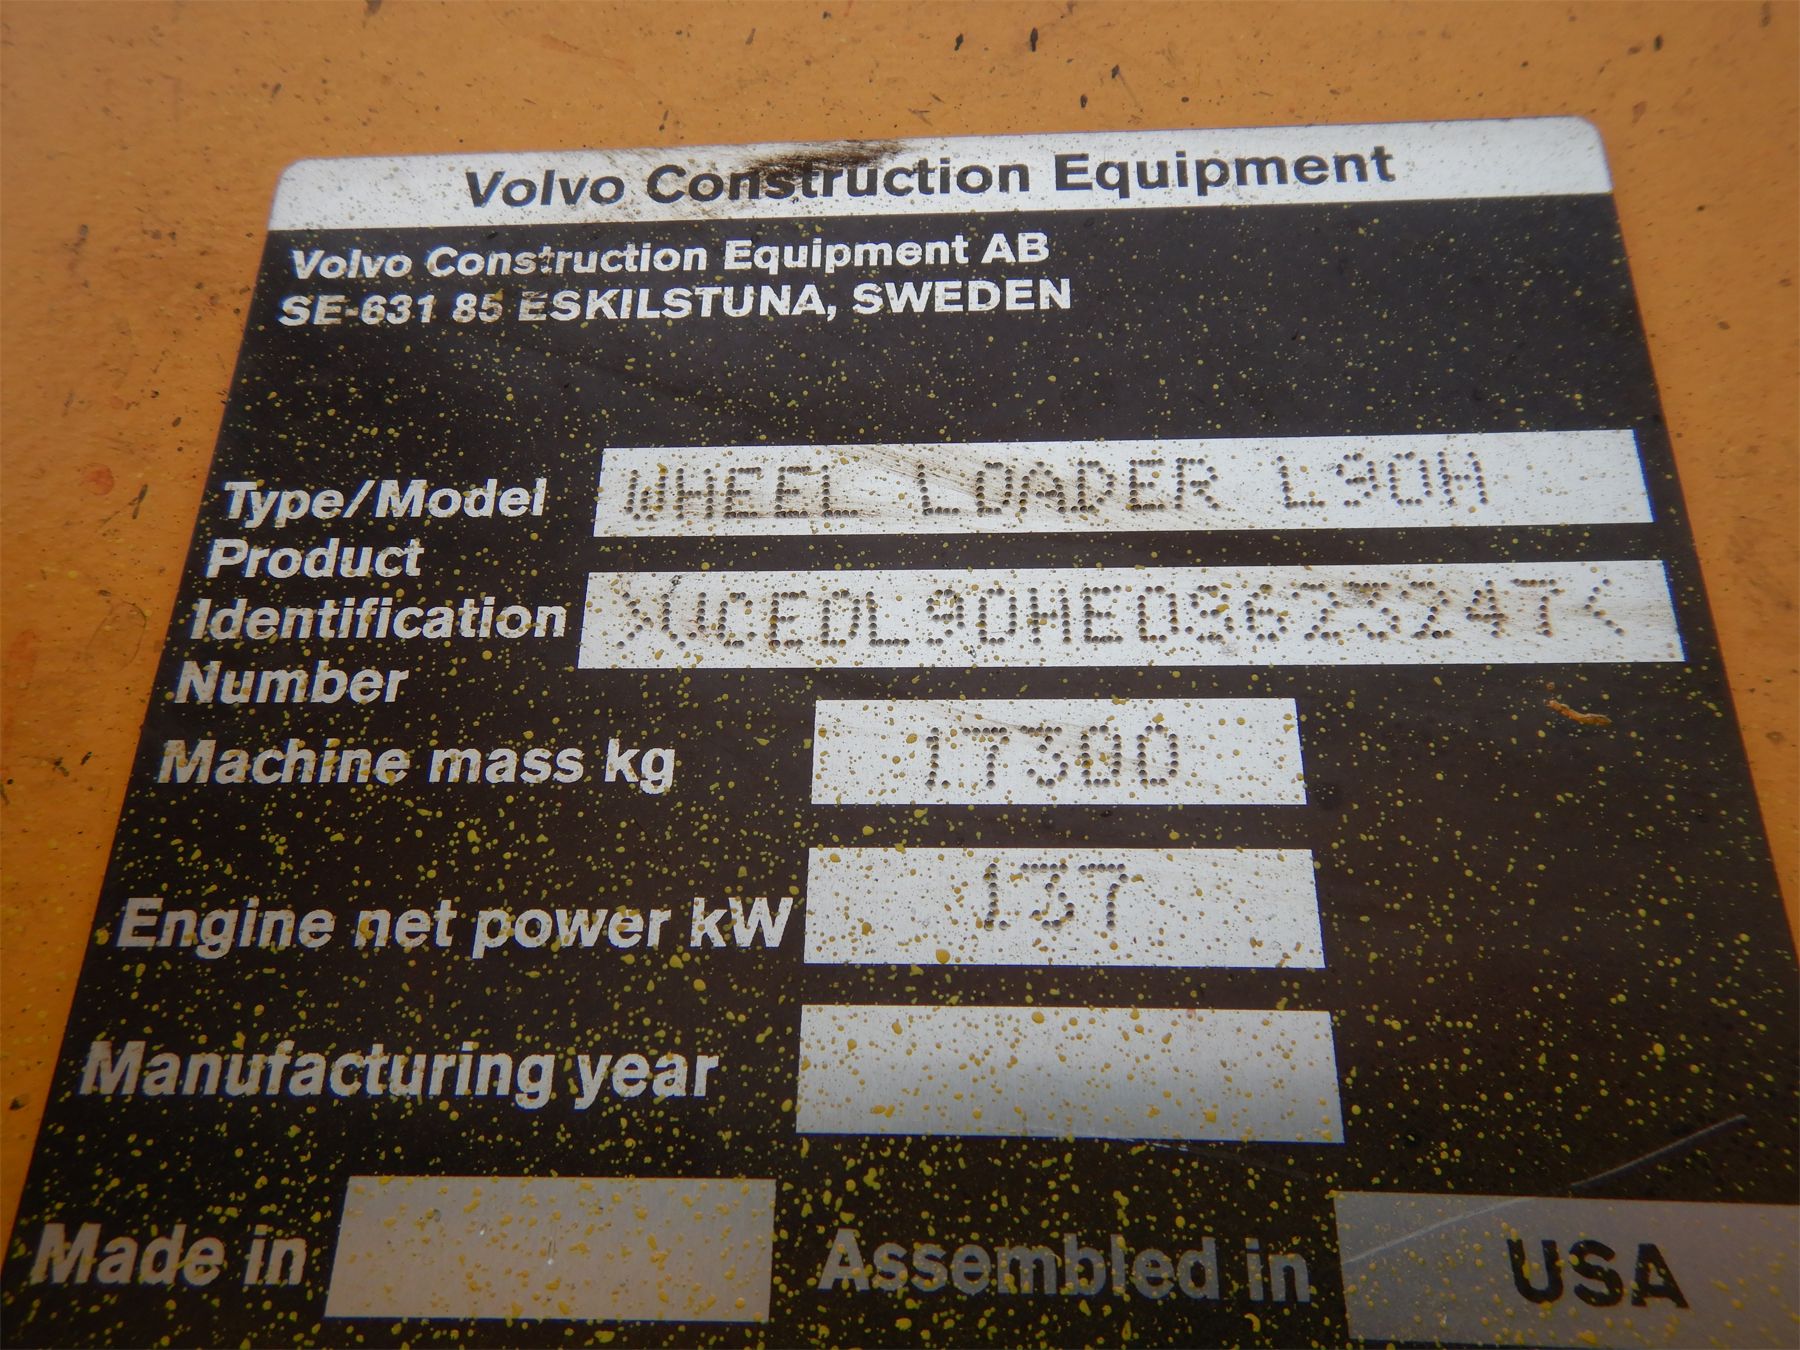 Volvo Construction Equipment
Volvo Construction Equipment AB
SE-631 85 ESKILSTUNA, SWEDEN
Type/Model WHEEL LOADER L90H
Product
Identification >VCE0L90HE0S623247<
Number
Machine mass kg 17300
Engine net power kW 137
Manufacturing year
Made in Assembled in USA